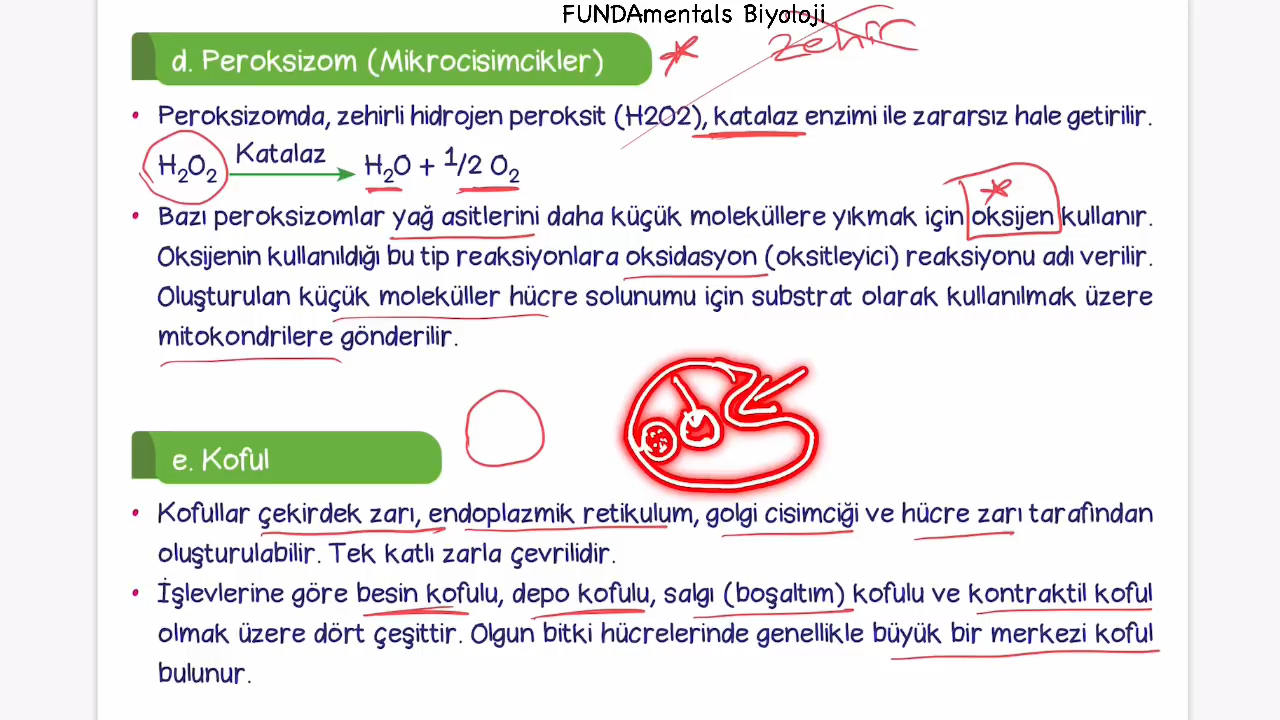 FUNDAmentals Biyoloji
zehir
d. Peroksizom (Mikrocisimcikler)
• Peroksizomda, zehirli hidrojen peroksit (H2O2), katalaz enzimi ile zararsız hale getirilir.
H₂O₂ Katalaz H₂O + 1/2 O₂
• Bazı peroksizomlar yağ asitlerini daha küçük moleküllere yıkmak için oksijen kullanır.
Oksijenin kullanıldığı bu tip reaksiyonlara oksidasyon (oksitleyici) reaksiyonu adı verilir.
Oluşturulan küçük moleküller hücre solunumu için substrat olarak kullanılmak üzere
mitokondrilere gönderilir.
e. Koful
• Kofullar çekirdek zarı, endoplazmik retikulum, golgi cisimciği ve hücre zarı tarafından
oluşturulabilir. Tek katlı zarla çevrilidir.
• İşlevlerine göre besin kofulu, depo kofulu, salgı (boşaltım) kofulu ve kontraktil koful
olmak üzere dört çeşittir. Olgun bitki hücrelerinde genellikle büyük bir merkezi koful
bulunur.